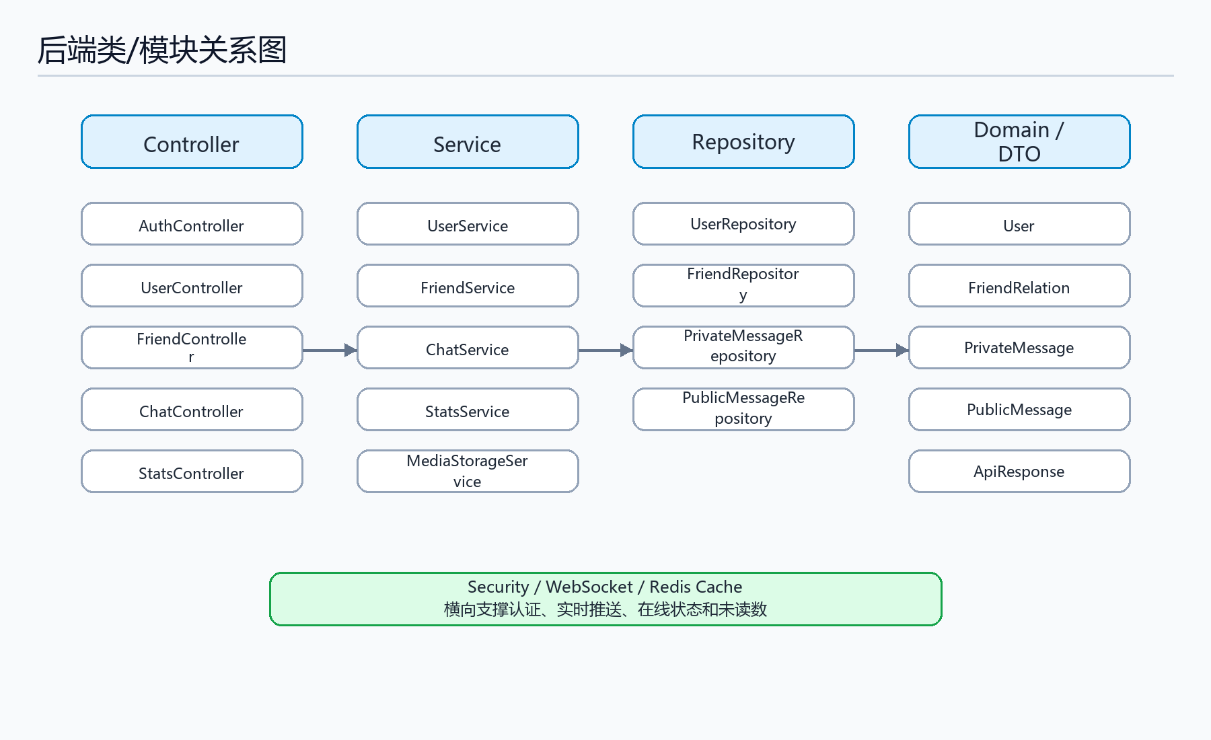 后端类/模块关系图
Controller
Service
Repository
Domain /
DTO
AuthController
UserService
UserRepository
User
UserController
FriendService
FriendRepositor
y
FriendRelation
FriendControlle
r
ChatService
PrivateMessageR
epository
PrivateMessage
ChatController
StatsService
PublicMessageRe
pository
PublicMessage
StatsController
MediaStorageSer
vice
ApiResponse
Security / WebSocket / Redis Cache
横向支撑认证、实时推送、在线状态和未读数